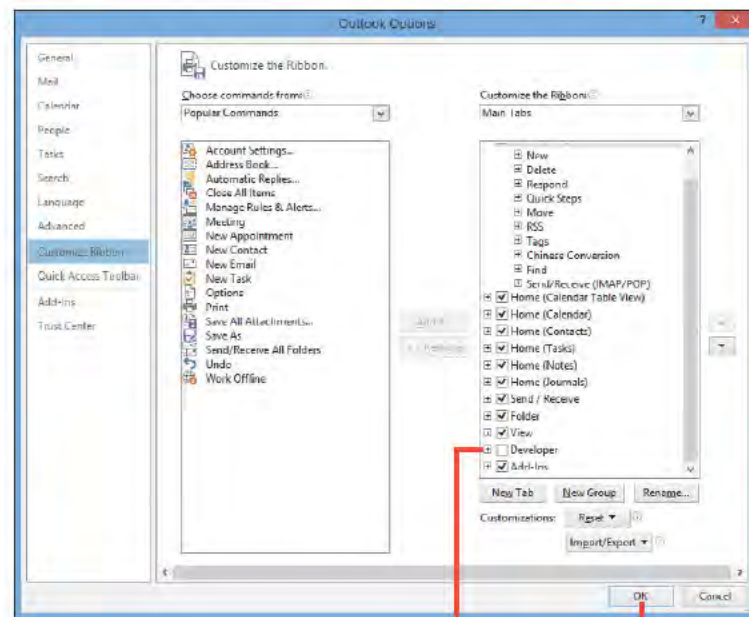 Outlook Options
?
General
Mail
Calendar
People
Tasks
Search
Language
Advanced
Customize Ribbon
Quick Access Toolbar
Add-Ins
Trust Center
Customize the Ribbon.
Choose commands from:
Popular Commands
Account Settings...
Address Book...
Automatic Replies...
Close All Items
Manage Rules & Alerts...
Meeting
New Appointment
New Contact
New Email
New Task
Options
Print
Save All Attachments...
Save As
Send/Receive All Folders
Undo
Work Offline
Customize the Ribbon:
Main Tabs
New
Delete
Respond
Quick Steps
Move
RSS
Tags
Chinese Conversion
Find
Send/Receive (IMAP/POP)
Home (Calendar Table View)
Home (Calendar)
Home (Contacts)
Home (Tasks)
Home (Notes)
Home (Journals)
Send / Receive
Folder
View
Developer
Add-Ins
New Tab
New Group
Rename...
Customizations:
Reset
Import/Export
OK
Cancel